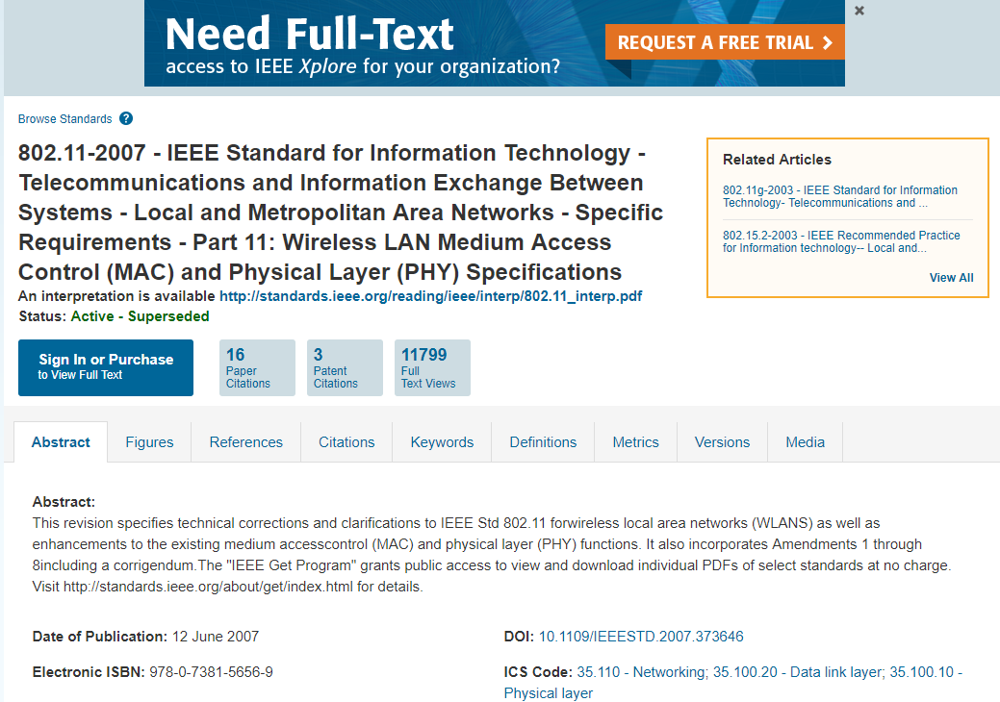 Need Full-Text
access to IEEE Xplore for your organization?
REQUEST A FREE TRIAL
Browse Standards ?
802.11-2007 - IEEE Standard for Information Technology -
Telecommunications and Information Exchange Between
Systems - Local and Metropolitan Area Networks - Specific
Requirements - Part 11: Wireless LAN Medium Access
Control (MAC) and Physical Layer (PHY) Specifications
An interpretation is available http://standards.ieee.org/reading/ieee/interp/802.11_interp.pdf
Status: Active - Superseded
Related Articles
802.11g-2003 - IEEE Standard for Information
Technology- Telecommunications and ...
802.15.2-2003 - IEEE Recommended Practice
for Information technology-- Local and...
View All
Sign In or Purchase
to View Full Text
16
Paper
Citations
3
Patent
Citations
11799
Full
Text Views
Abstract Figures References Citations Keywords Definitions Metrics Versions Media
Abstract:
This revision specifies technical corrections and clarifications to IEEE Std 802.11 forwireless local area networks (WLANS) as well as
enhancements to the existing medium accesscontrol (MAC) and physical layer (PHY) functions. It also incorporates Amendments 1 through
8including a corrigendum.The "IEEE Get Program" grants public access to view and download individual PDFs of select standards at no charge.
Visit http://standards.ieee.org/about/get/index.html for details.
Date of Publication: 12 June 2007
Electronic ISBN: 978-0-7381-5656-9
DOI: 10.1109/IEEESTD.2007.373646
ICS Code: 35.110 - Networking; 35.100.20 - Data link layer; 35.100.10 -
Physical layer